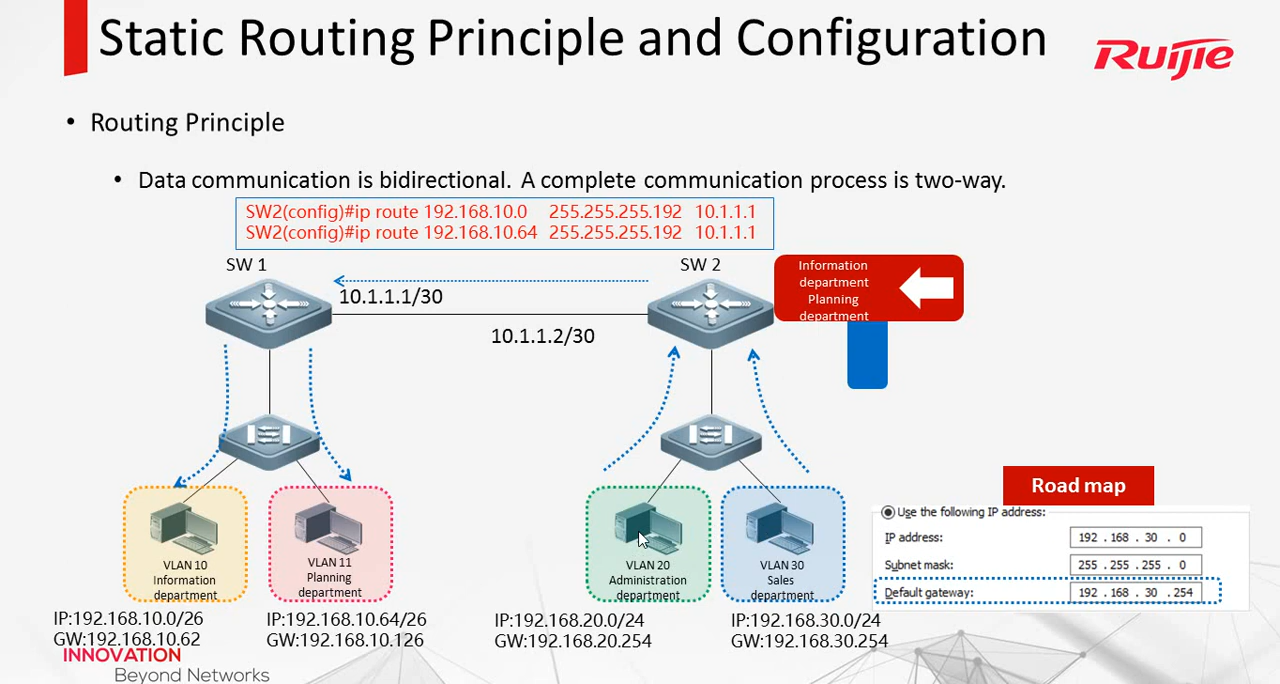 Static Routing Principle and Configuration
Ruijie
• Routing Principle
• Data communication is bidirectional. A complete communication process is two-way.
SW2(config)#ip route 192.168.10.0 255.255.255.192 10.1.1.1
SW2(config)#ip route 192.168.10.64 255.255.255.192 10.1.1.1
SW 1
SW 2
Information
department
Planning
department
10.1.1.1/30
10.1.1.2/30
VLAN 10
Information
department
VLAN 11
Planning
department
VLAN 20
Administration
department
VLAN 30
Sales
department
IP:192.168.10.0/26
GW:192.168.10.62
IP:192.168.10.64/26
GW:192.168.10.126
IP:192.168.20.0/24
GW:192.168.20.254
IP:192.168.30.0/24
GW:192.168.30.254
Road map
Use the following IP address:
IP address: 192 . 168 . 30 . 0
Subnet mask: 255 . 255 . 255 . 0
Default gateway: 192 . 168 . 30 . 254
INNOVATION
Beyond Networks